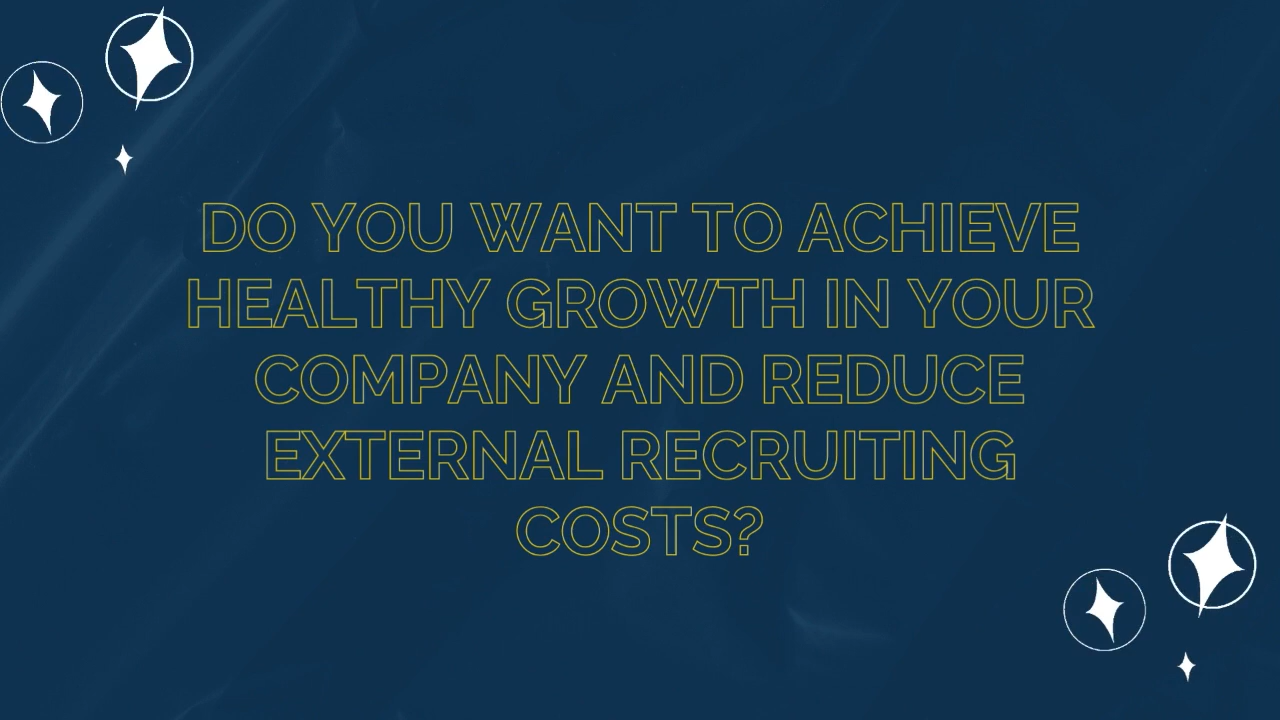 DO YOU WANT TO ACHIEVE
HEALTHY GROWTH IN YOUR
COMPANY AND REDUCE
EXTERNAL RECRUITING
COSTS?